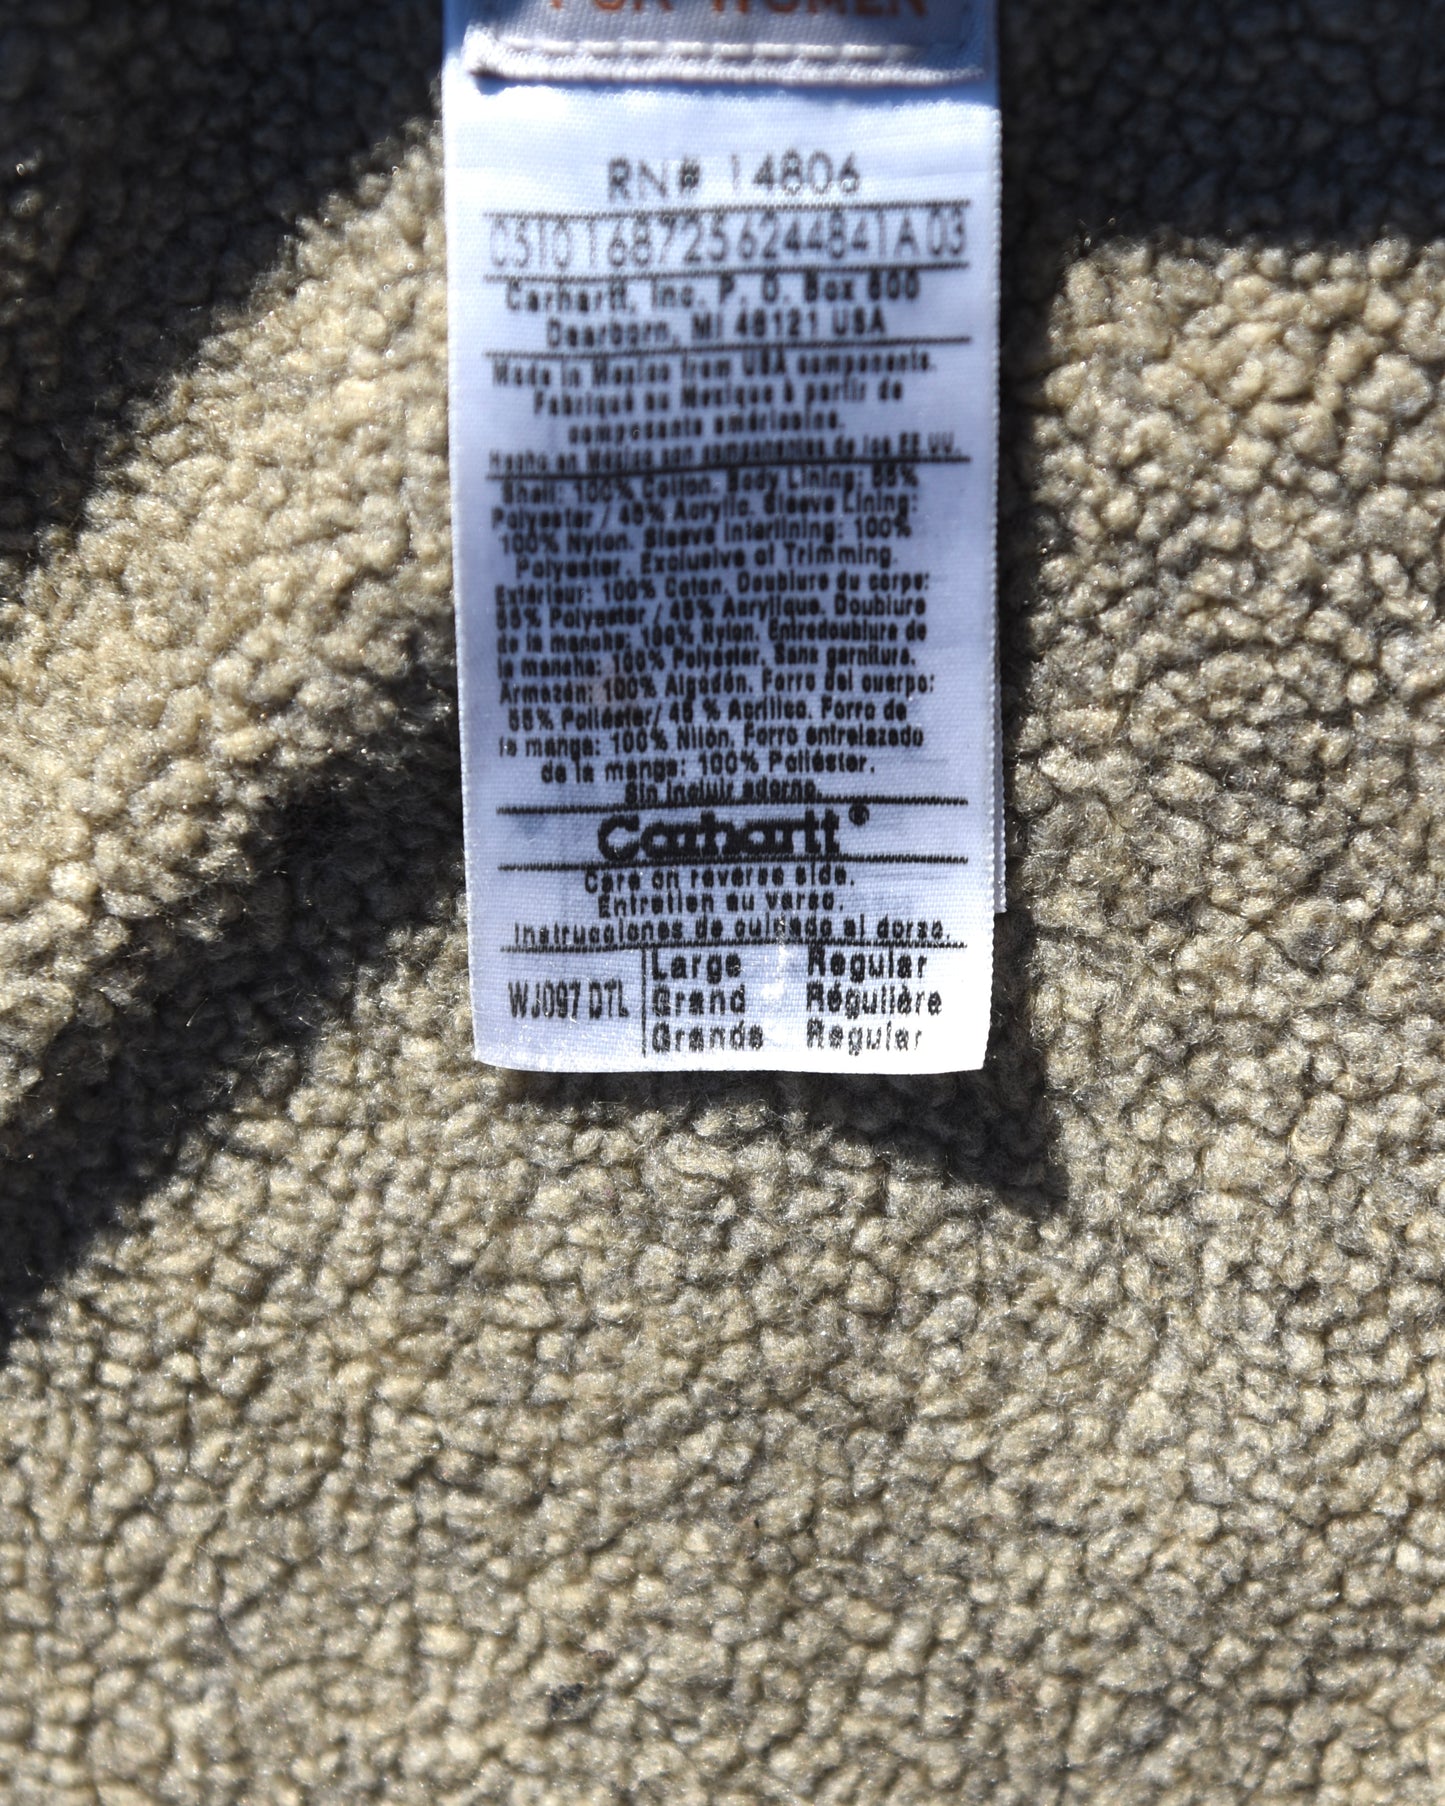 FOR WOMEN
RN# 14806
C5101687256244841A03
Carhartt, Inc. P. O. Box 600
Dearborn, MI 48121 USA
Made in Mexico from USA components.
Fabriqué au Mexique à partir de
composants américains.
Hecho en México con componentes de los EE.UU.
Shell: 100% Cotton. Body Lining: 55%
Polyester / 45% Acrylic. Sleeve Lining:
100% Nylon. Sleeve Interlining: 100%
Polyester. Exclusive of Trimming.
Extérieur: 100% Coton. Doublure du corps:
55% Polyester / 45% Acrylique. Doublure
de la manche: 100% Nylon. Entredoublure de
la manche: 100% Polyester. Sans garniture.
Armazón: 100% Algodón. Forro del cuerpo:
55% Poliéster/ 45 % Acrílico. Forro de
la manga: 100% Nilón. Forro entrelazado
de la manga: 100% Poliéster.
Sin incluir adorno.
Carhartt®
Care on reverse side.
Entretien au verso.
Instrucciones de cuidado al dorso.
WJ097 DTL
Large Regular
Grand Régulière
Grande Regular